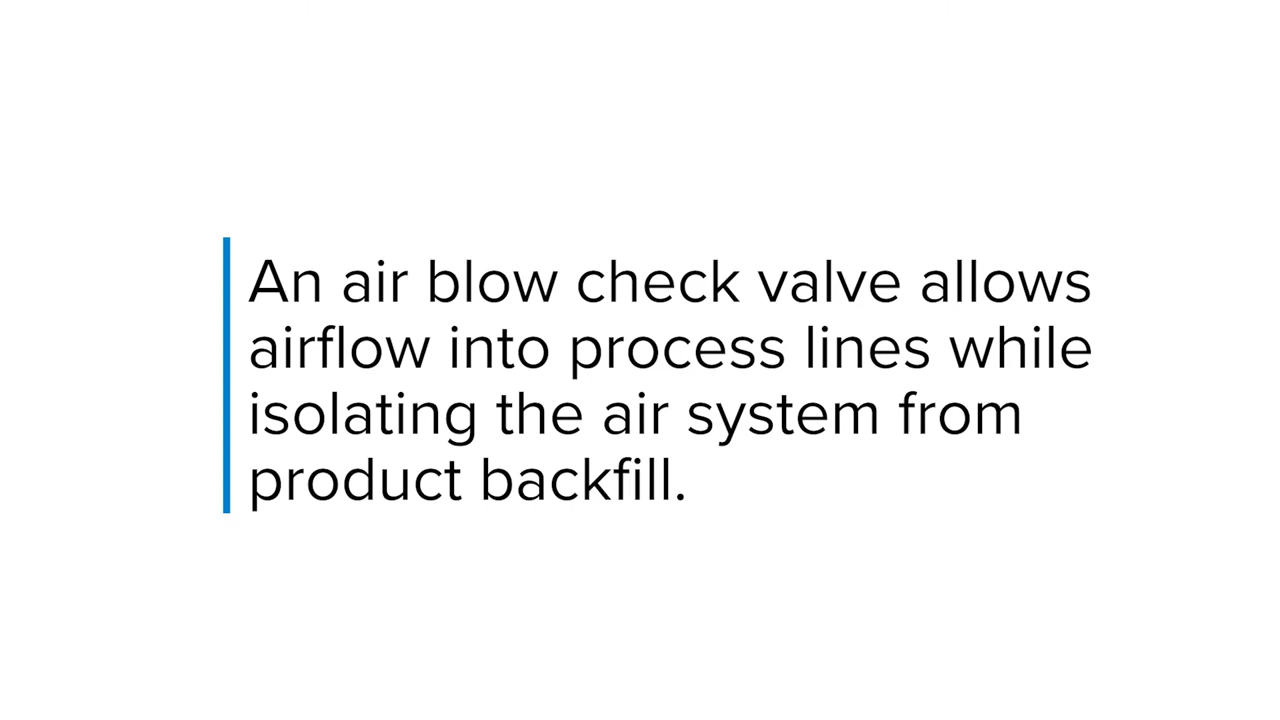 An air blow check valve allows
airflow into process lines while
isolating the air system from
product backfill.